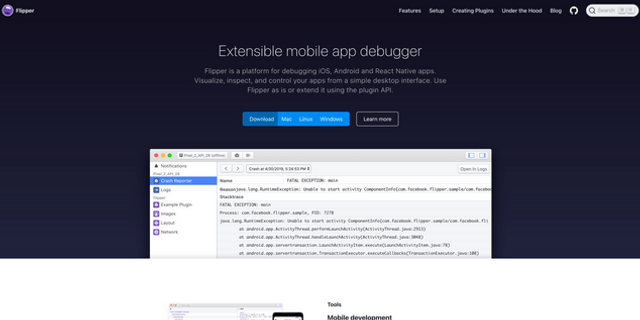 Flipper
Features Setup Creating Plugins Under the Hood Blog Search
Extensible mobile app debugger
Flipper is a platform for debugging iOS, Android and React Native apps.
Visualize, inspect, and control your apps from a simple desktop interface. Use
Flipper as is or extend it using the plugin API.
Download Mac Linux Windows Learn more
Notifications
Crash Reporter
Logs
Flipper
Example Plugin
Images
Layout
Network
Crash at 4/30/2019, 5:24:53 PM Open In Logs
Name FATAL EXCEPTION: main
Reason java.lang.RuntimeException: Unable to start activity ComponentInfo{com.facebook.flipper.sample/com.facebook
Stacktrace
FATAL EXCEPTION: main
Process: com.facebook.flipper.sample, PID: 7270
java.lang.RuntimeException: Unable to start activity ComponentInfo{com.facebook.flipper.sample/com.facebook.fli
at android.app.ActivityThread.performLaunchActivity(ActivityThread.java:2913)
at android.app.ActivityThread.handleLaunchActivity(ActivityThread.java:3048)
at android.app.servertransaction.LaunchActivityItem.execute(LaunchActivityItem.java:78)
at android.app.servertransaction.TransactionExecutor.executeCallbacks(TransactionExecutor.java:108)
Tools
Mobile development